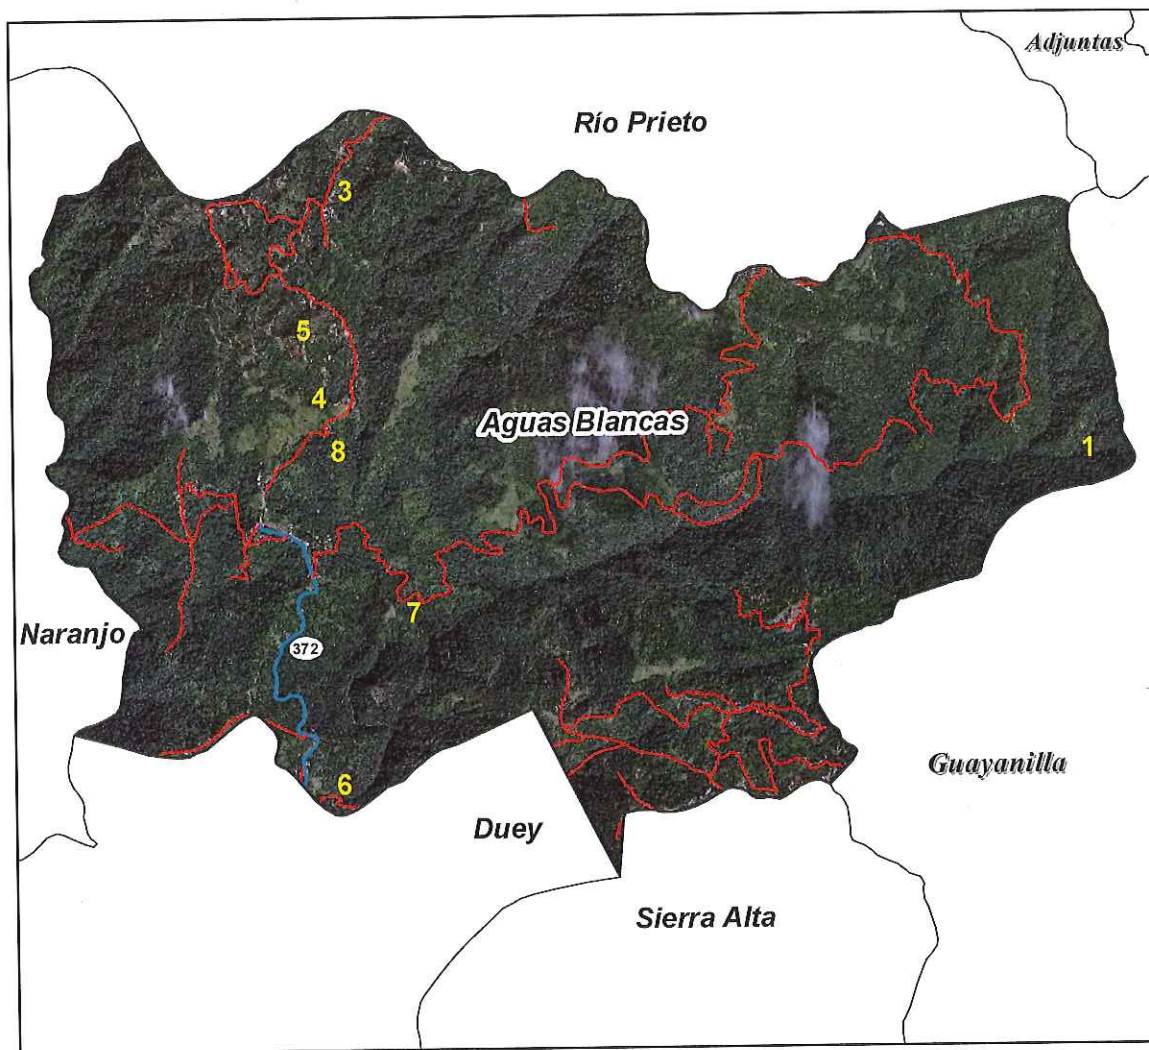 Adjuntas
Río Prieto
3
5
4
Aguas Blancas
8
1
7
Naranjo
372
6
Guayanilla
Duey
Sierra Alta